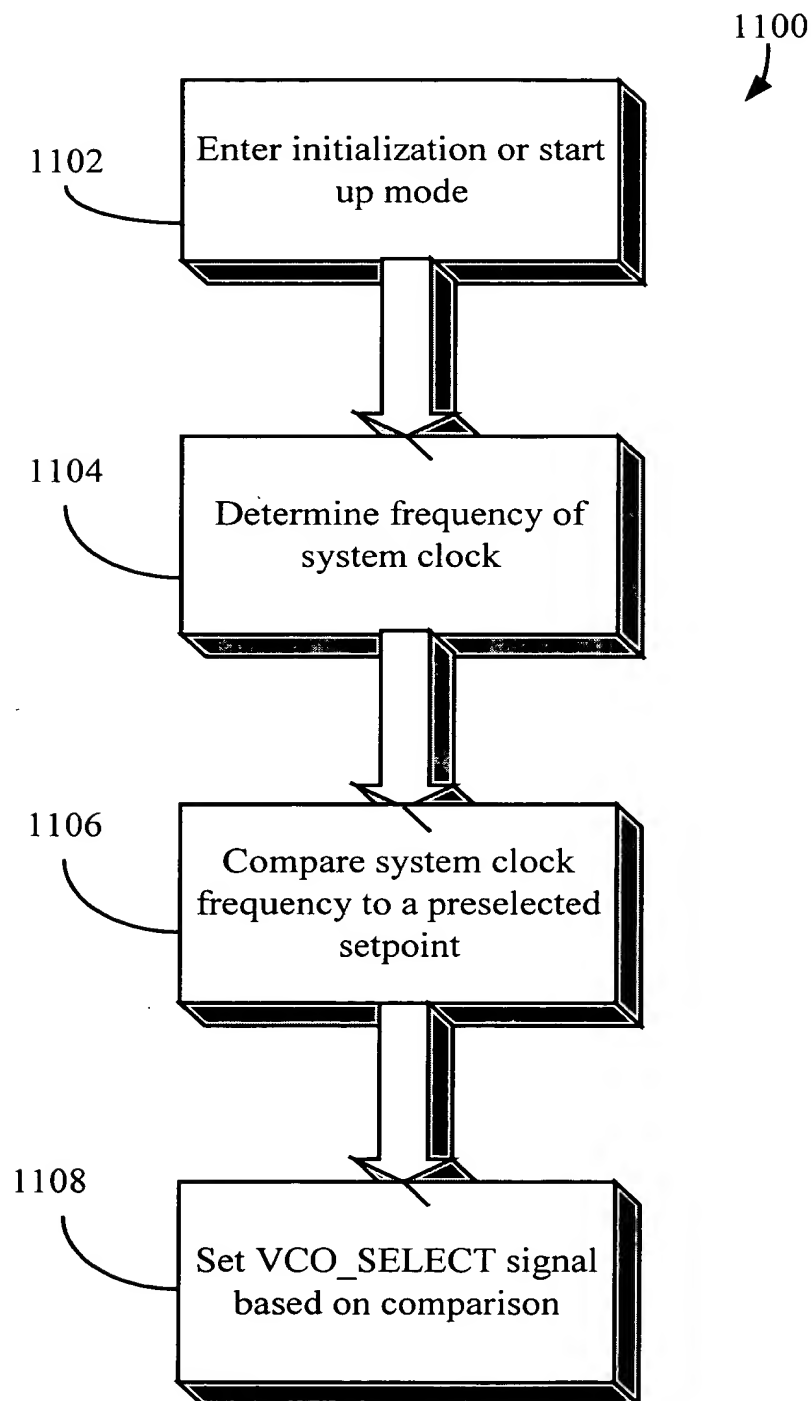 1100
1102
Enter initialization or start
up mode
1104
Determine frequency of
system clock
1106
Compare system clock
frequency to a preselected
setpoint
1108
Set VCO_SELECT signal
based on comparison